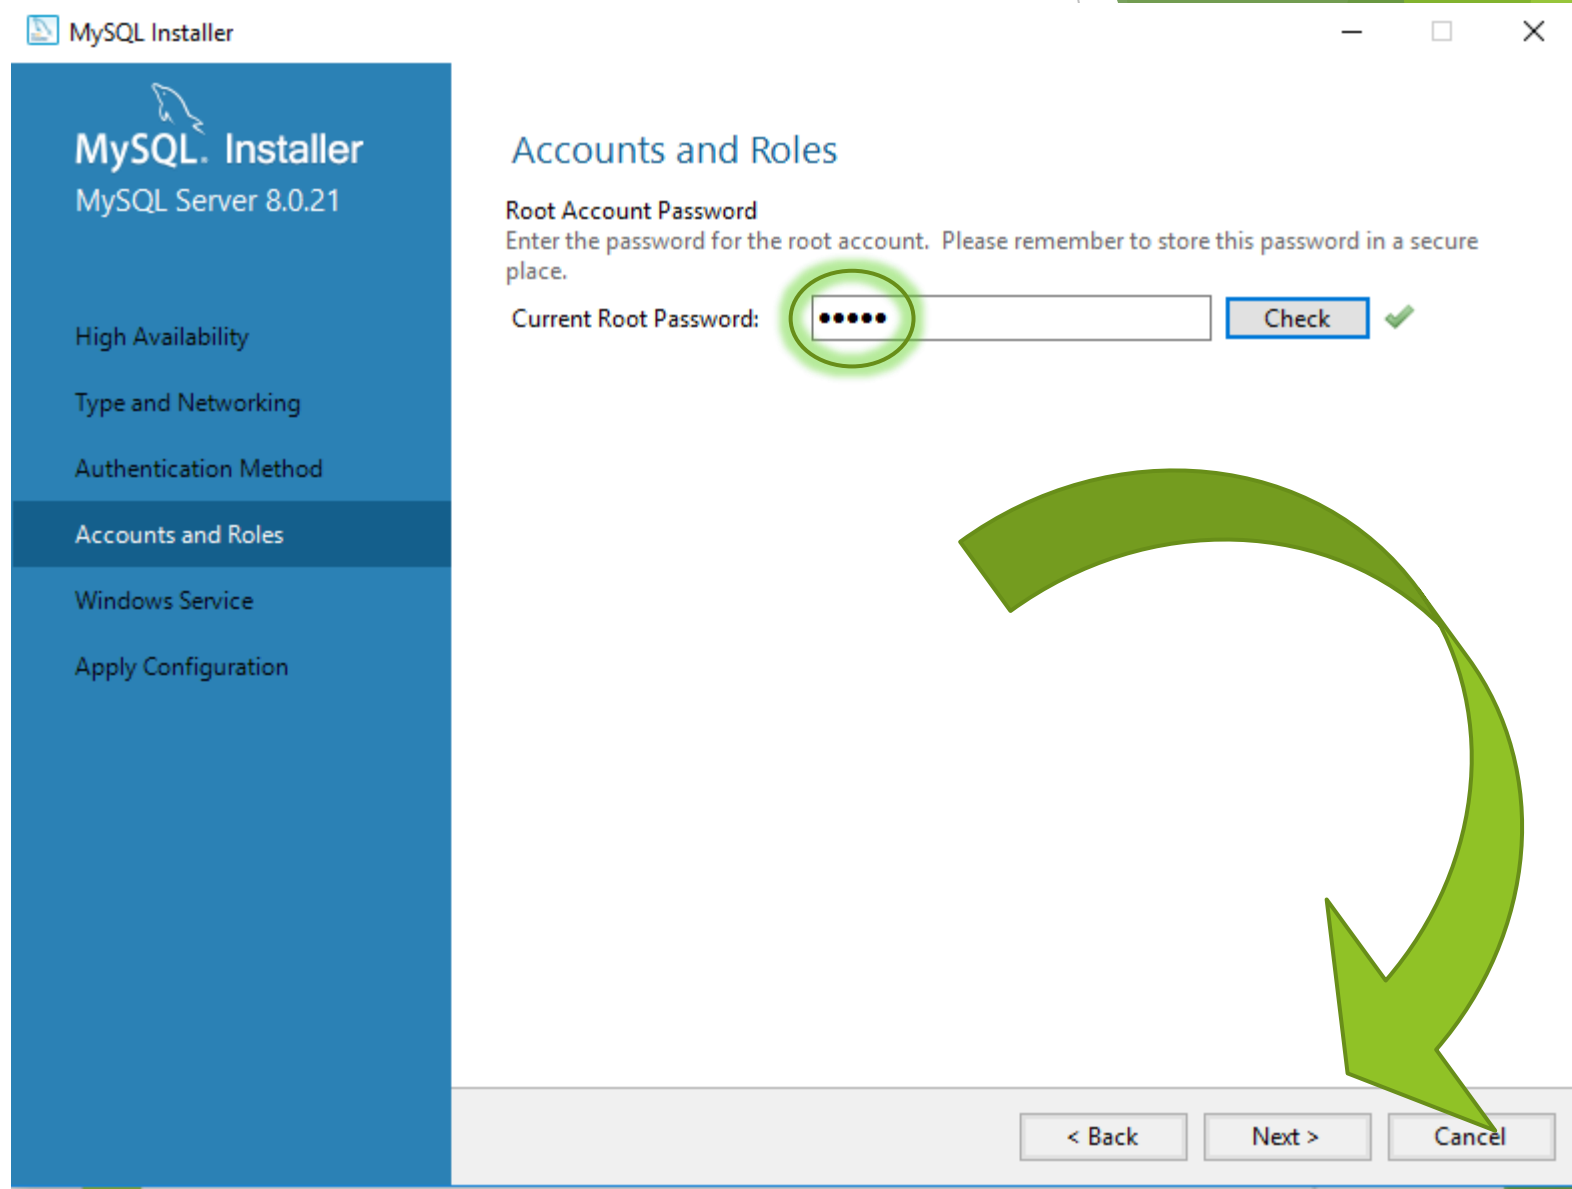 MySQL Installer
MySQL. Installer
MySQL Server 8.0.21
High Availability
Type and Networking
Authentication Method
Accounts and Roles
Windows Service
Apply Configuration
Accounts and Roles
Root Account Password
Enter the password for the root account.  Please remember to store this password in a secure
place.
Current Root Password: ●●●●● Check
< Back Next > Cancel